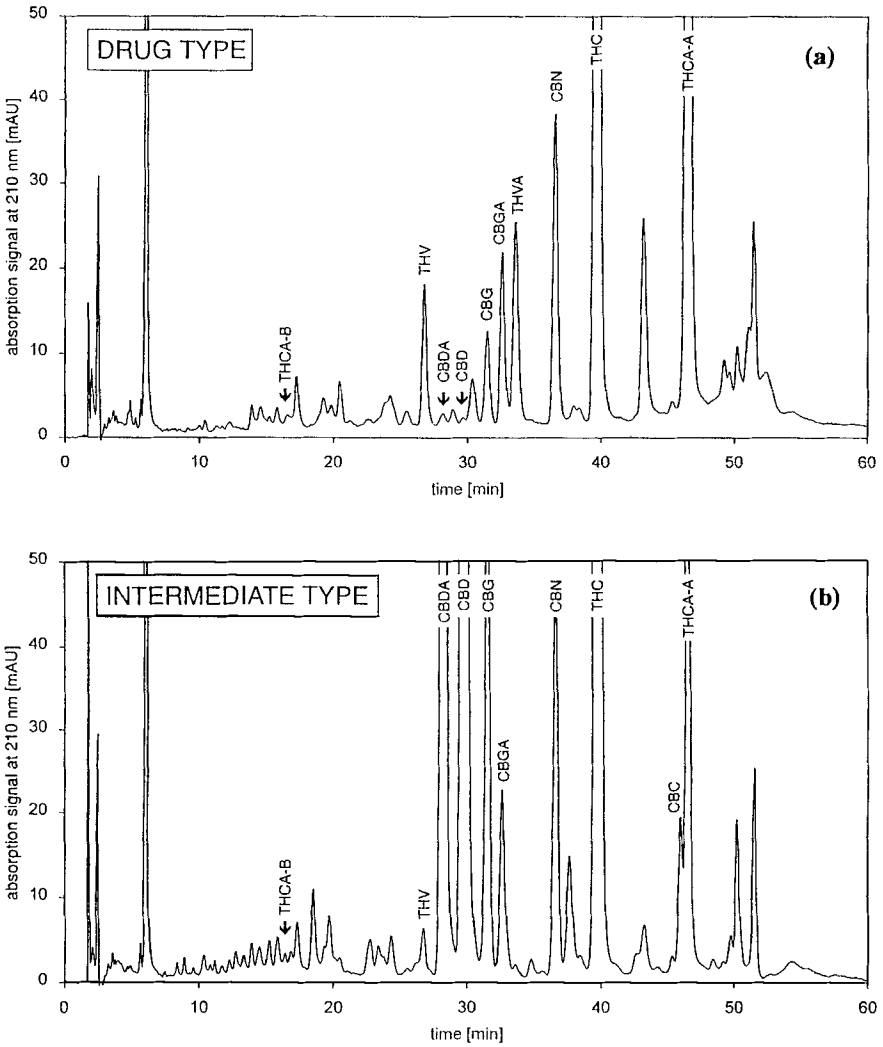 DRUG TYPE
(a)
absorption signal at 210 nm [mAU]
50
40
30
20
10
0
THCA-B
THV
CBDA
CBD
CBG
CBGA
THVA
CBN
THC
THCA-A
0 10 20 30 40 50 60
time [min]
INTERMEDIATE TYPE
(b)
absorption signal at 210 nm [mAU]
50
40
30
20
10
0
THCA-B
THV
CBDA
CBD
CBG
CBGA
CBN
THC
CBC
THCA-A
0 10 20 30 40 50 60
time [min]